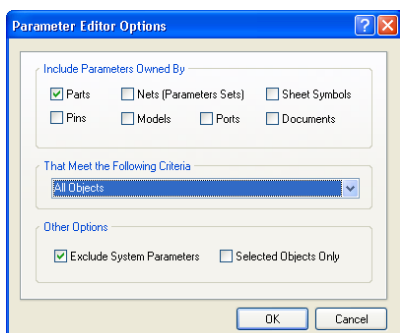 Parameter Editor Options
Include Parameters Owned By
Parts Nets (Parameters Sets) Sheet Symbols
Pins Models Ports Documents
That Meet the Following Criteria
All Objects
Other Options
Exclude System Parameters Selected Objects Only
OK Cancel